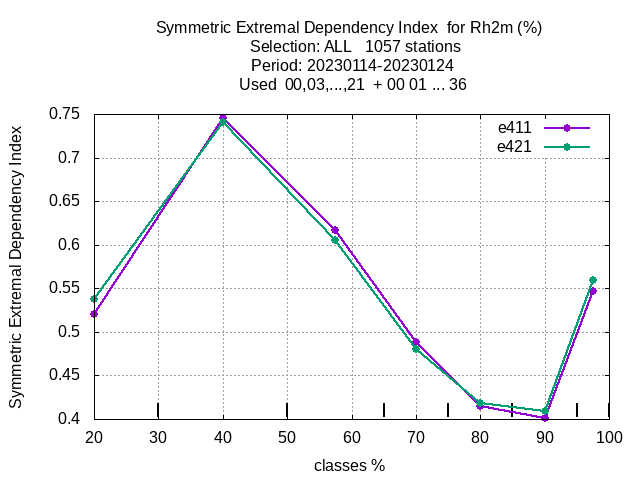 Symmetric Extremal Dependency Index  for Rh2m (%)
Selection: ALL   1057 stations
Period: 20230114-20230124
Used  00,03,...,21  + 00 01 ... 36
Symmetric Extremal Dependency Index
0.75
0.7
0.65
0.6
0.55
0.5
0.45
0.4
e411
e421
20 30 40 50 60 70 80 90 100
classes %